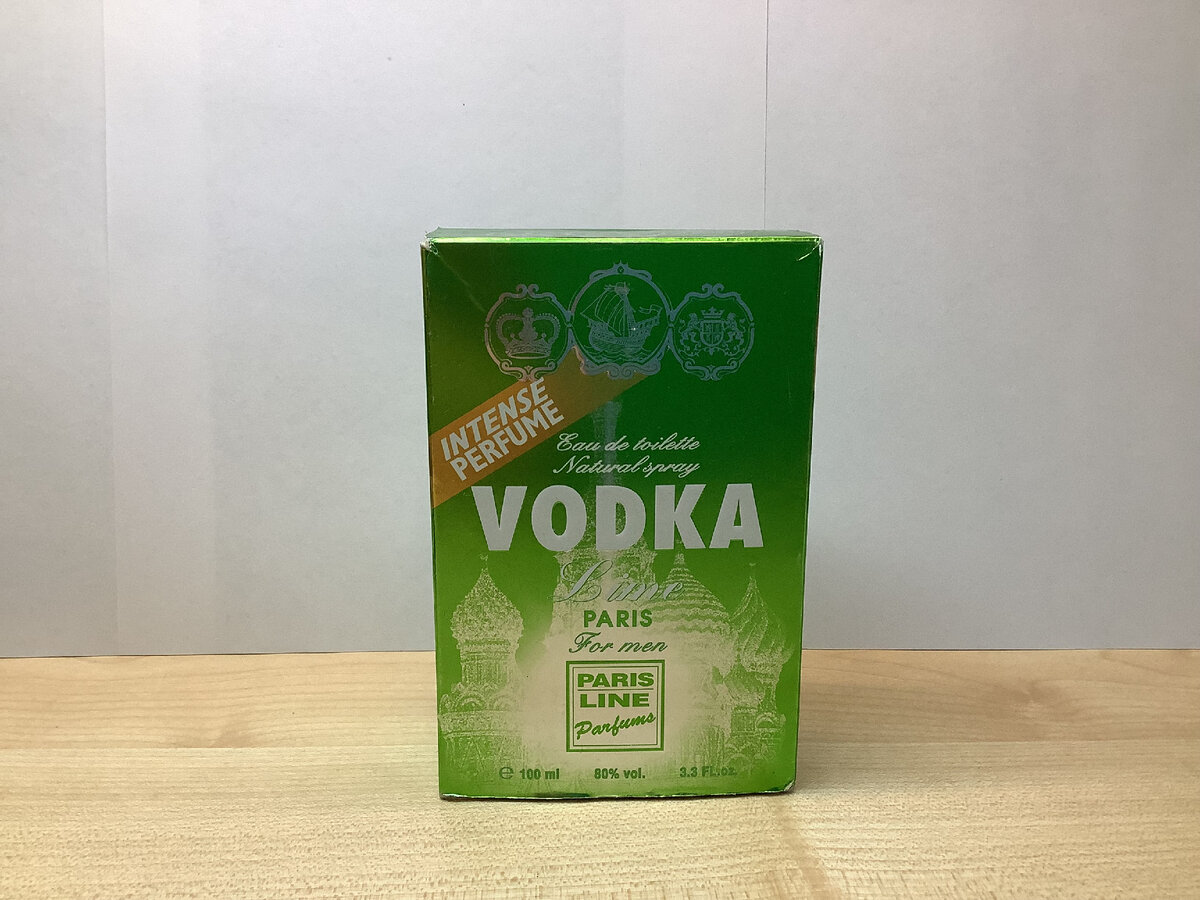 INTENSE
PERFUME
Eau de toilette
Natural spray
VODKA
Lime
PARIS
For men
PARIS
LINE
Parfums
℮ 100 ml 80% vol. 3.3 FL.oz.